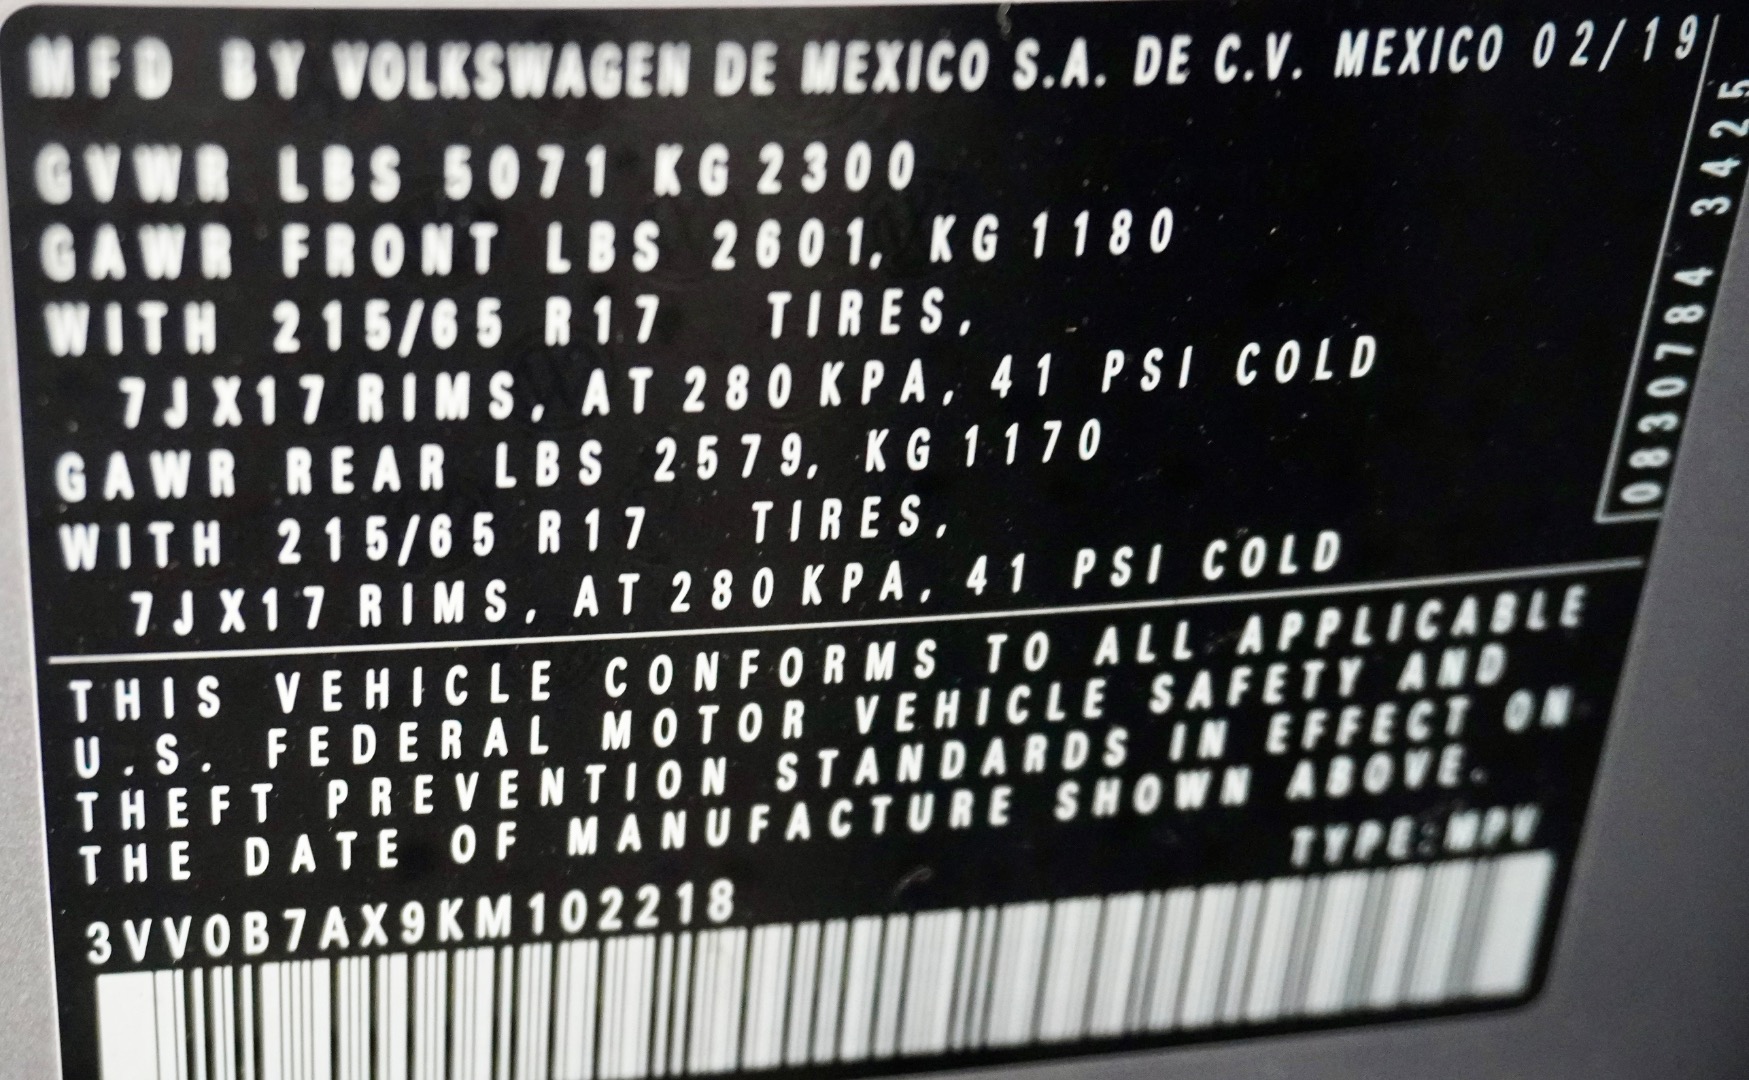 MFD BY VOLKSWAGEN DE MEXICO S.A. DE C.V. MEXICO 02/19
GVWR LBS 5071 KG 2300
GAWR FRONT LBS 2601, KG 1180
WITH 215/65 R17 TIRES,
7JX17 RIMS, AT 280 KPA, 41 PSI COLD
GAWR REAR LBS 2579, KG 1170
WITH 215/65 R17 TIRES,
7JX17 RIMS, AT 280 KPA, 41 PSI COLD
THIS VEHICLE CONFORMS TO ALL APPLICABLE
U.S. FEDERAL MOTOR VEHICLE SAFETY AND
THEFT PREVENTION STANDARDS IN EFFECT ON
THE DATE OF MANUFACTURE SHOWN ABOVE.
TYPE: MPV
3VV0B7AX9KM102218
0830784 3425